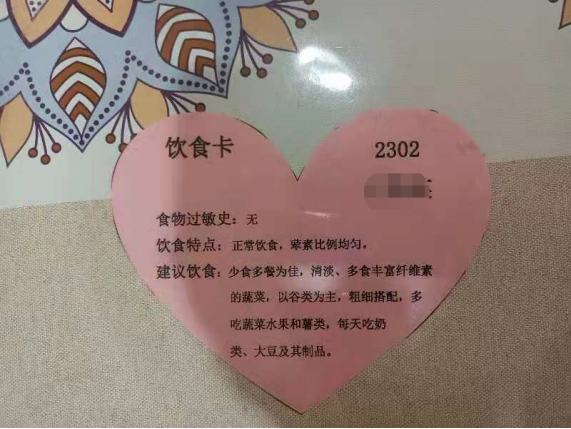 饮食卡
2302
食物过敏史：无
饮食特点：正常饮食，荤素比例均匀。
建议饮食：少食多餐为佳，清淡、多食丰富纤维素
的蔬菜，以谷类为主，粗细搭配，多
吃蔬菜水果和薯类，每天吃奶
类、大豆及其制品。